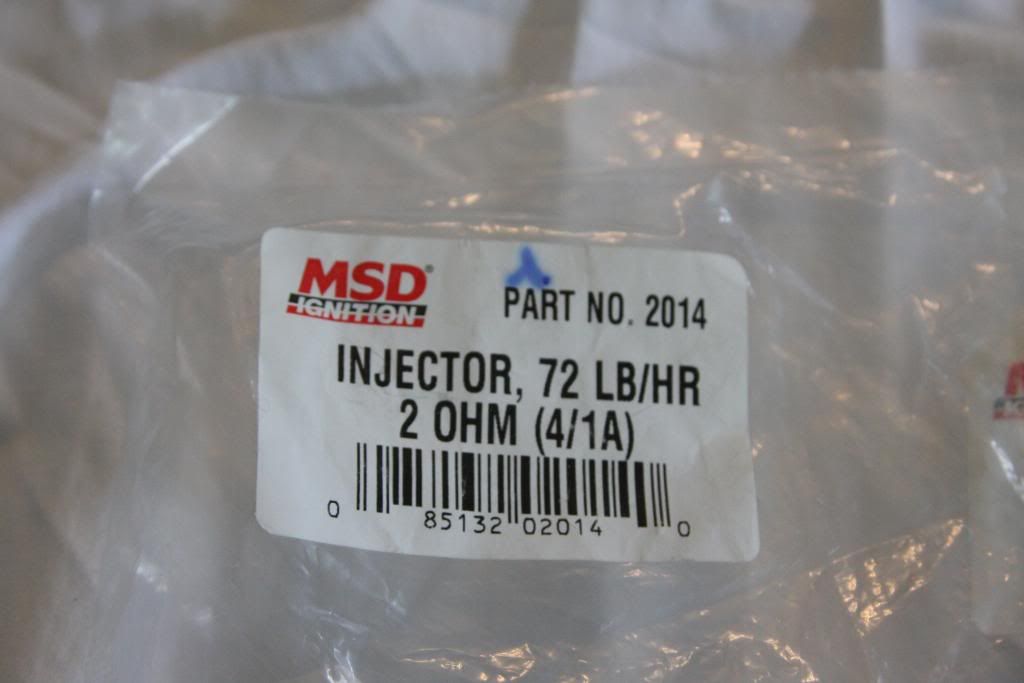 MSD®
IGNITION
PART NO. 2014
INJECTOR, 72 LB/HR
2 OHM (4/1A)
0 85132 02014 0